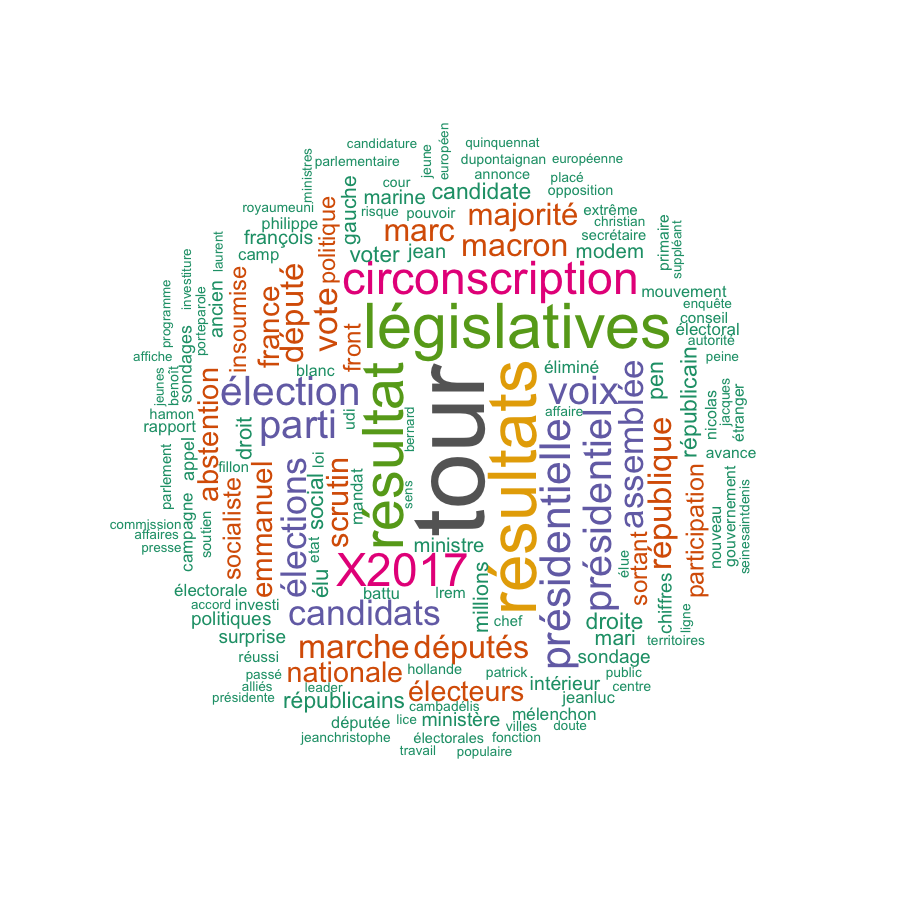 candidature
quinquennat
européen
jeune
ministres
parlementaire
dupontaignan
européenne
annonce
placé
cour
gauche
marine
candidate
opposition
royaumeuni
risque
pouvoir
majorité
extrême
philippe
politique
marc
christian
secrétaire
primaire
suppléant
françois
camp
voter
jean
macron
modem
laurent
investiture
ancien
insoumise
france
député
vote
circonscription
mouvement
programme
porteparole
sondages
front
législatives
enquête
conseil
électoral
autorité
affiche
jeunes
benoît
blanc
résultat
tour
résultats
éliminé
pen
républicain
peine
élection
voix
assemblée
nicolas
jacques
étranger
hamon
rapport
abstention
droit
parti
udi
bernard
affaire
présidentielle
présidentiel
république
avance
parlement
appel
fillon
emmanuel
élections
social
loi
scrutin
mandat
sens
participation
nouveau
gouvernement
seinesaintdenis
commission
affaires
presse
campagne
soutien
socialiste
etat
élu
ministre
X2017
millions
élue
sortant
chiffres
ligne
électorale
battu
lrem
accord
investi
politiques
candidats
chef
droite
surprise
mari
territoires
marche
députés
réussi
sondage
passé
nationale
hollande
patrick
public
alliés
leader
électeurs
intérieur
centre
présidente
républicains
cambadélis
jeanluc
députée
lice
ministère
mélenchon
villes
doute
jeanchristophe
électorales
fonction
travail
populaire